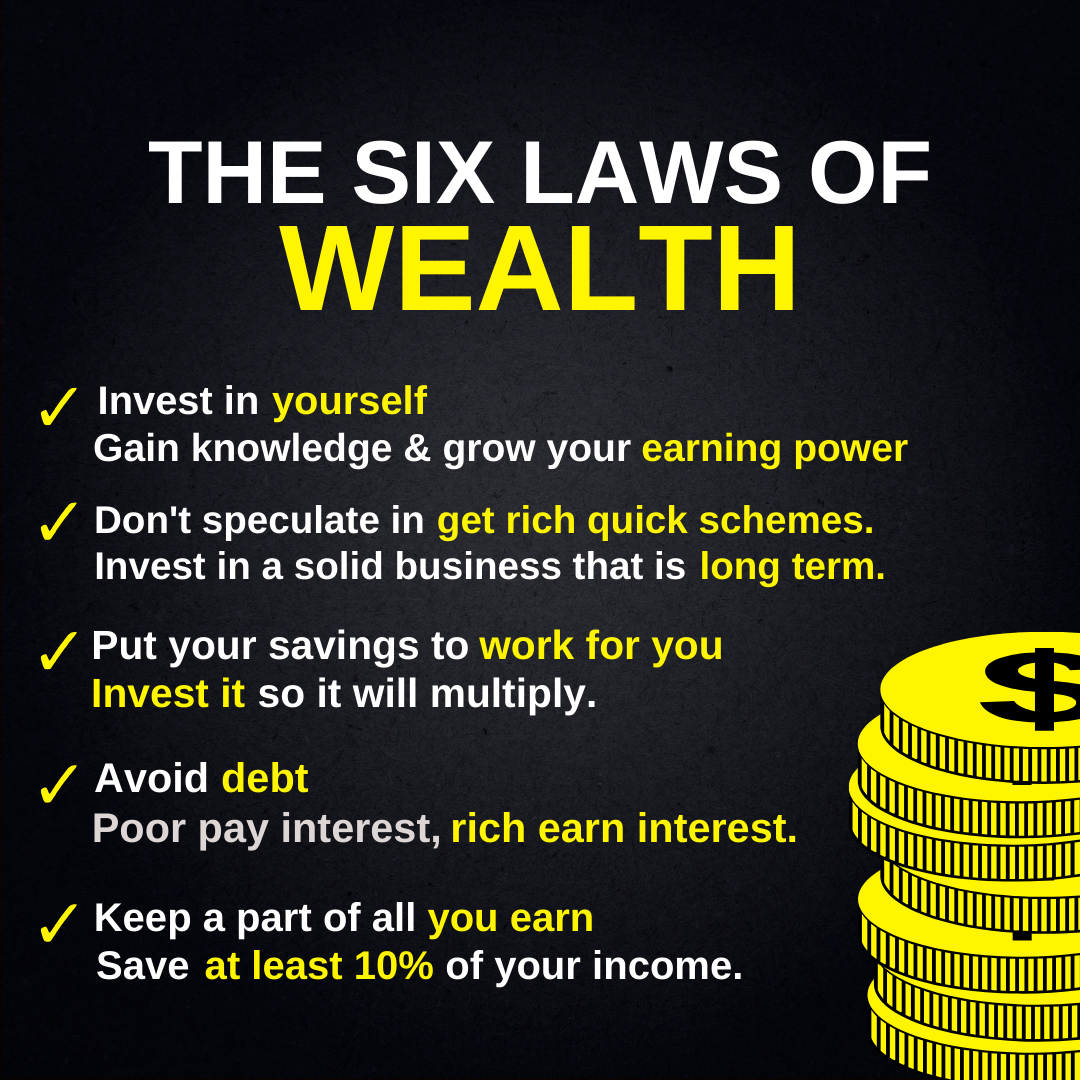 THE SIX LAWS OF
WEALTH
✓ Invest in yourself
Gain knowledge & grow your earning power
✓ Don't speculate in get rich quick schemes.
Invest in a solid business that is long term.
✓ Put your savings to work for you
Invest it so it will multiply.
✓ Avoid debt
Poor pay interest, rich earn interest.
✓ Keep a part of all you earn
Save at least 10% of your income.
$